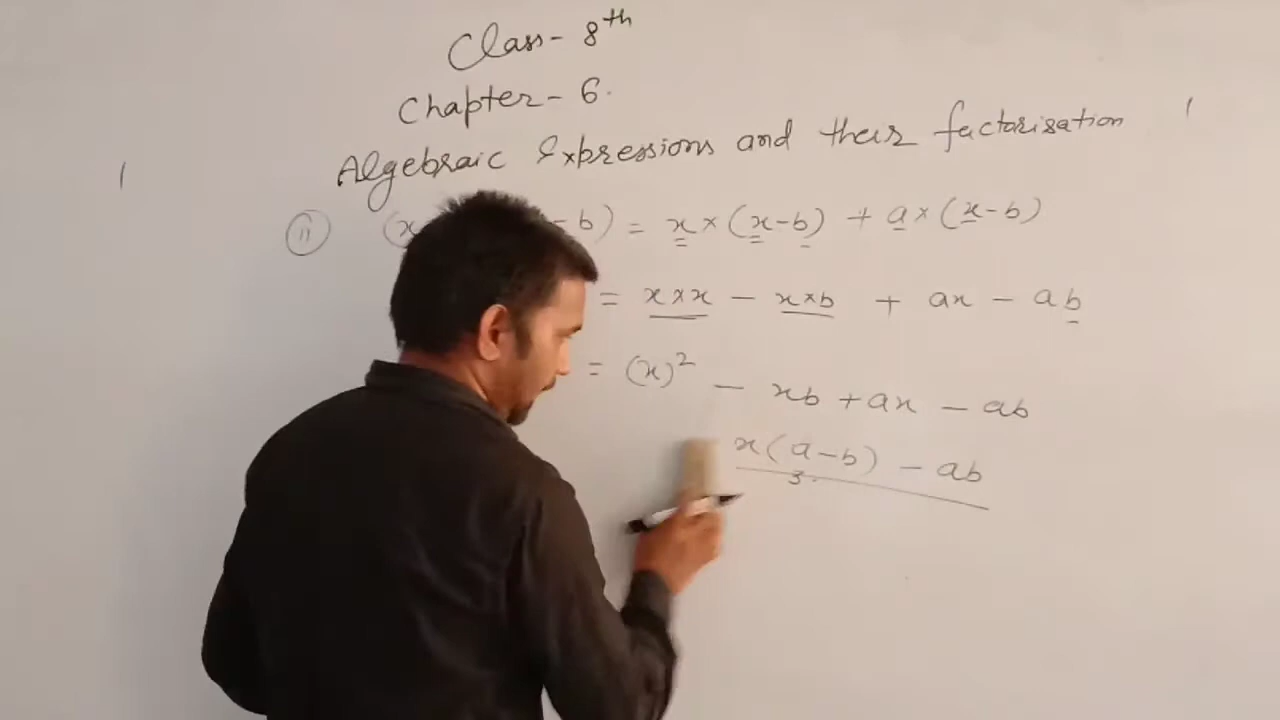 Class- 8th
Chapter- 6.
Algebraic Expressions and their factorisation
(ii) (x -b) = x×(x-b) + a×(x-b)
= x×x - x×b + ax - ab
= (x)² - xb + ax - ab
x(a-b) - ab